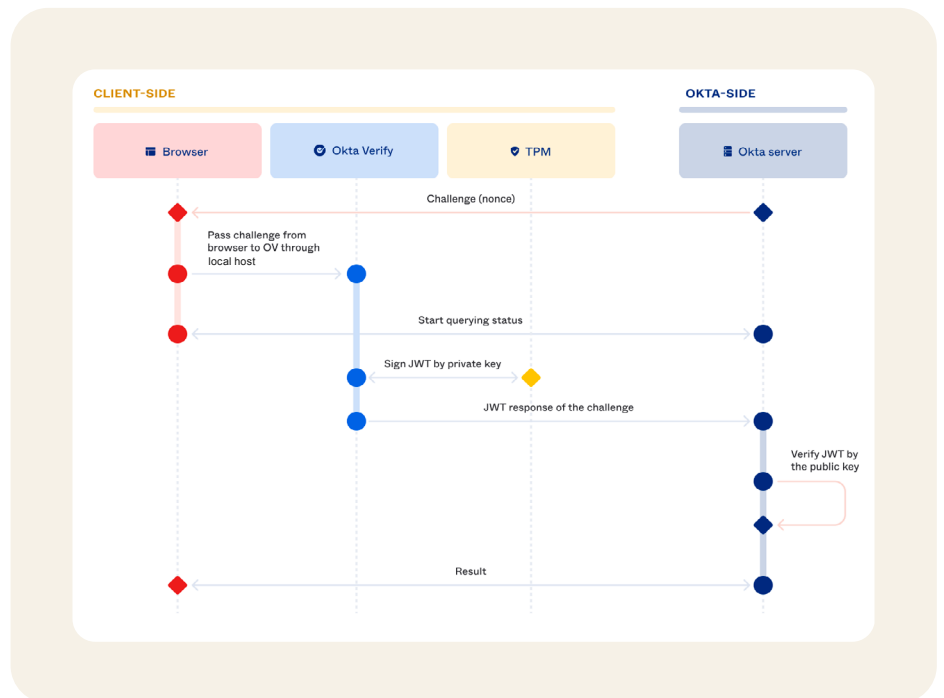 CLIENT-SIDE
OKTA-SIDE
Browser
Okta Verify
TPM
Okta server
Challenge (nonce)
Pass challenge from
browser to OV through
local host
Start querying status
Sign JWT by private key
JWT response of the challenge
Verify JWT by
the public key
Result